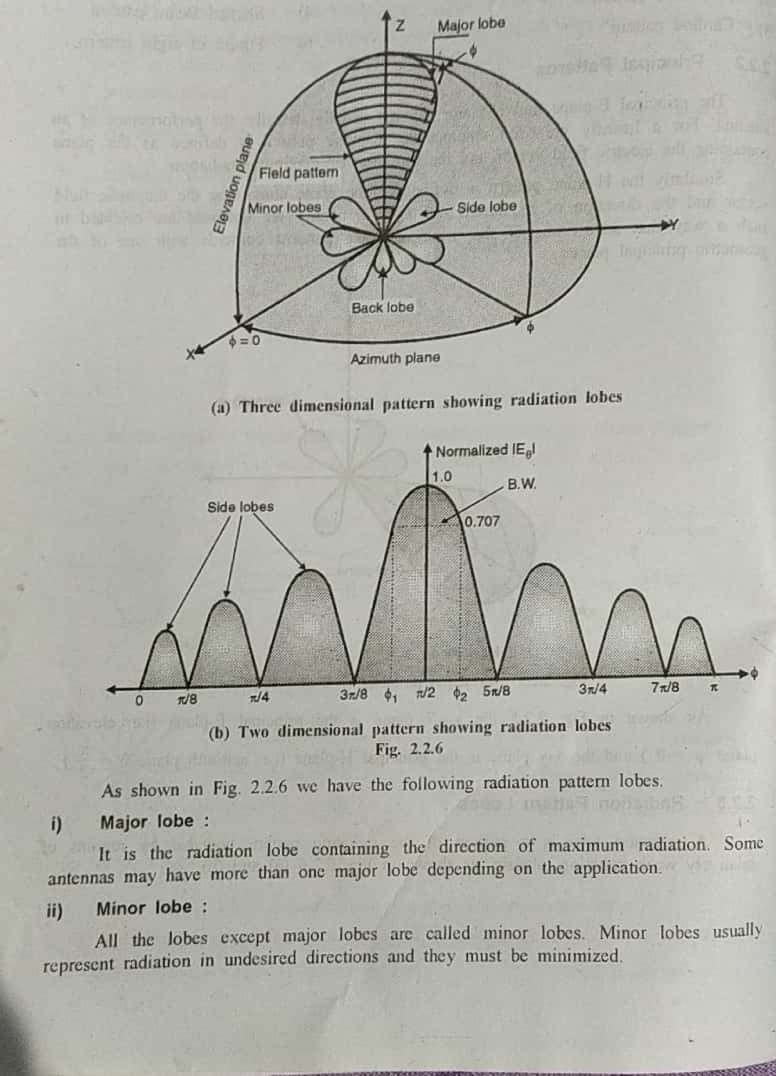 Z
Major lobe
ϕ
Elevation plane
Field pattern
Minor lobes
Side lobe
Y
Back lobe
ϕ = 0
ϕ
X
Azimuth plane
(a) Three dimensional pattern showing radiation lobes
Normalized |Eθ|
1.0
B.W.
Side lobes
0.707
0 π/8 π/4 3π/8 ϕ1 π/2 ϕ2 5π/8 3π/4 7π/8 π ϕ
(b) Two dimensional pattern showing radiation lobes
Fig. 2.2.6
As shown in Fig. 2.2.6 we have the following radiation pattern lobes.
i) Major lobe :
It is the radiation lobe containing the direction of maximum radiation. Some
antennas may have more than one major lobe depending on the application.
ii) Minor lobe :
All the lobes except major lobes are called minor lobes. Minor lobes usually
represent radiation in undesired directions and they must be minimized.